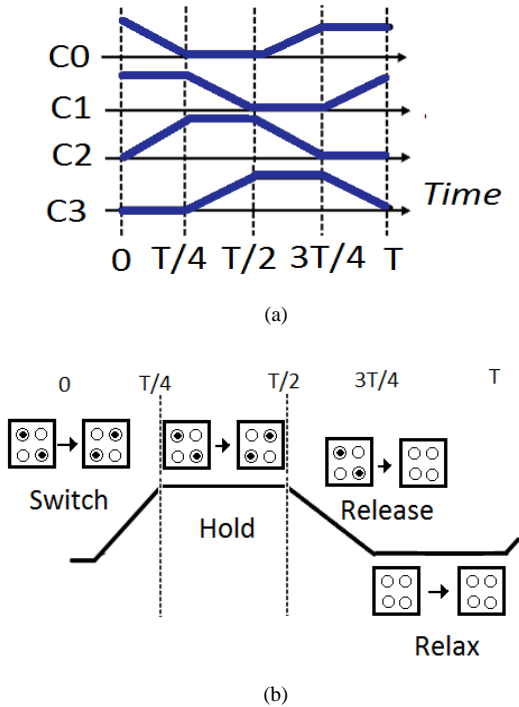 C0
C1
C2
C3
Time
0 T/4 T/2 3T/4 T
(a)
0 T/4 T/2 3T/4 T
Switch
Hold
Release
Relax
(b)